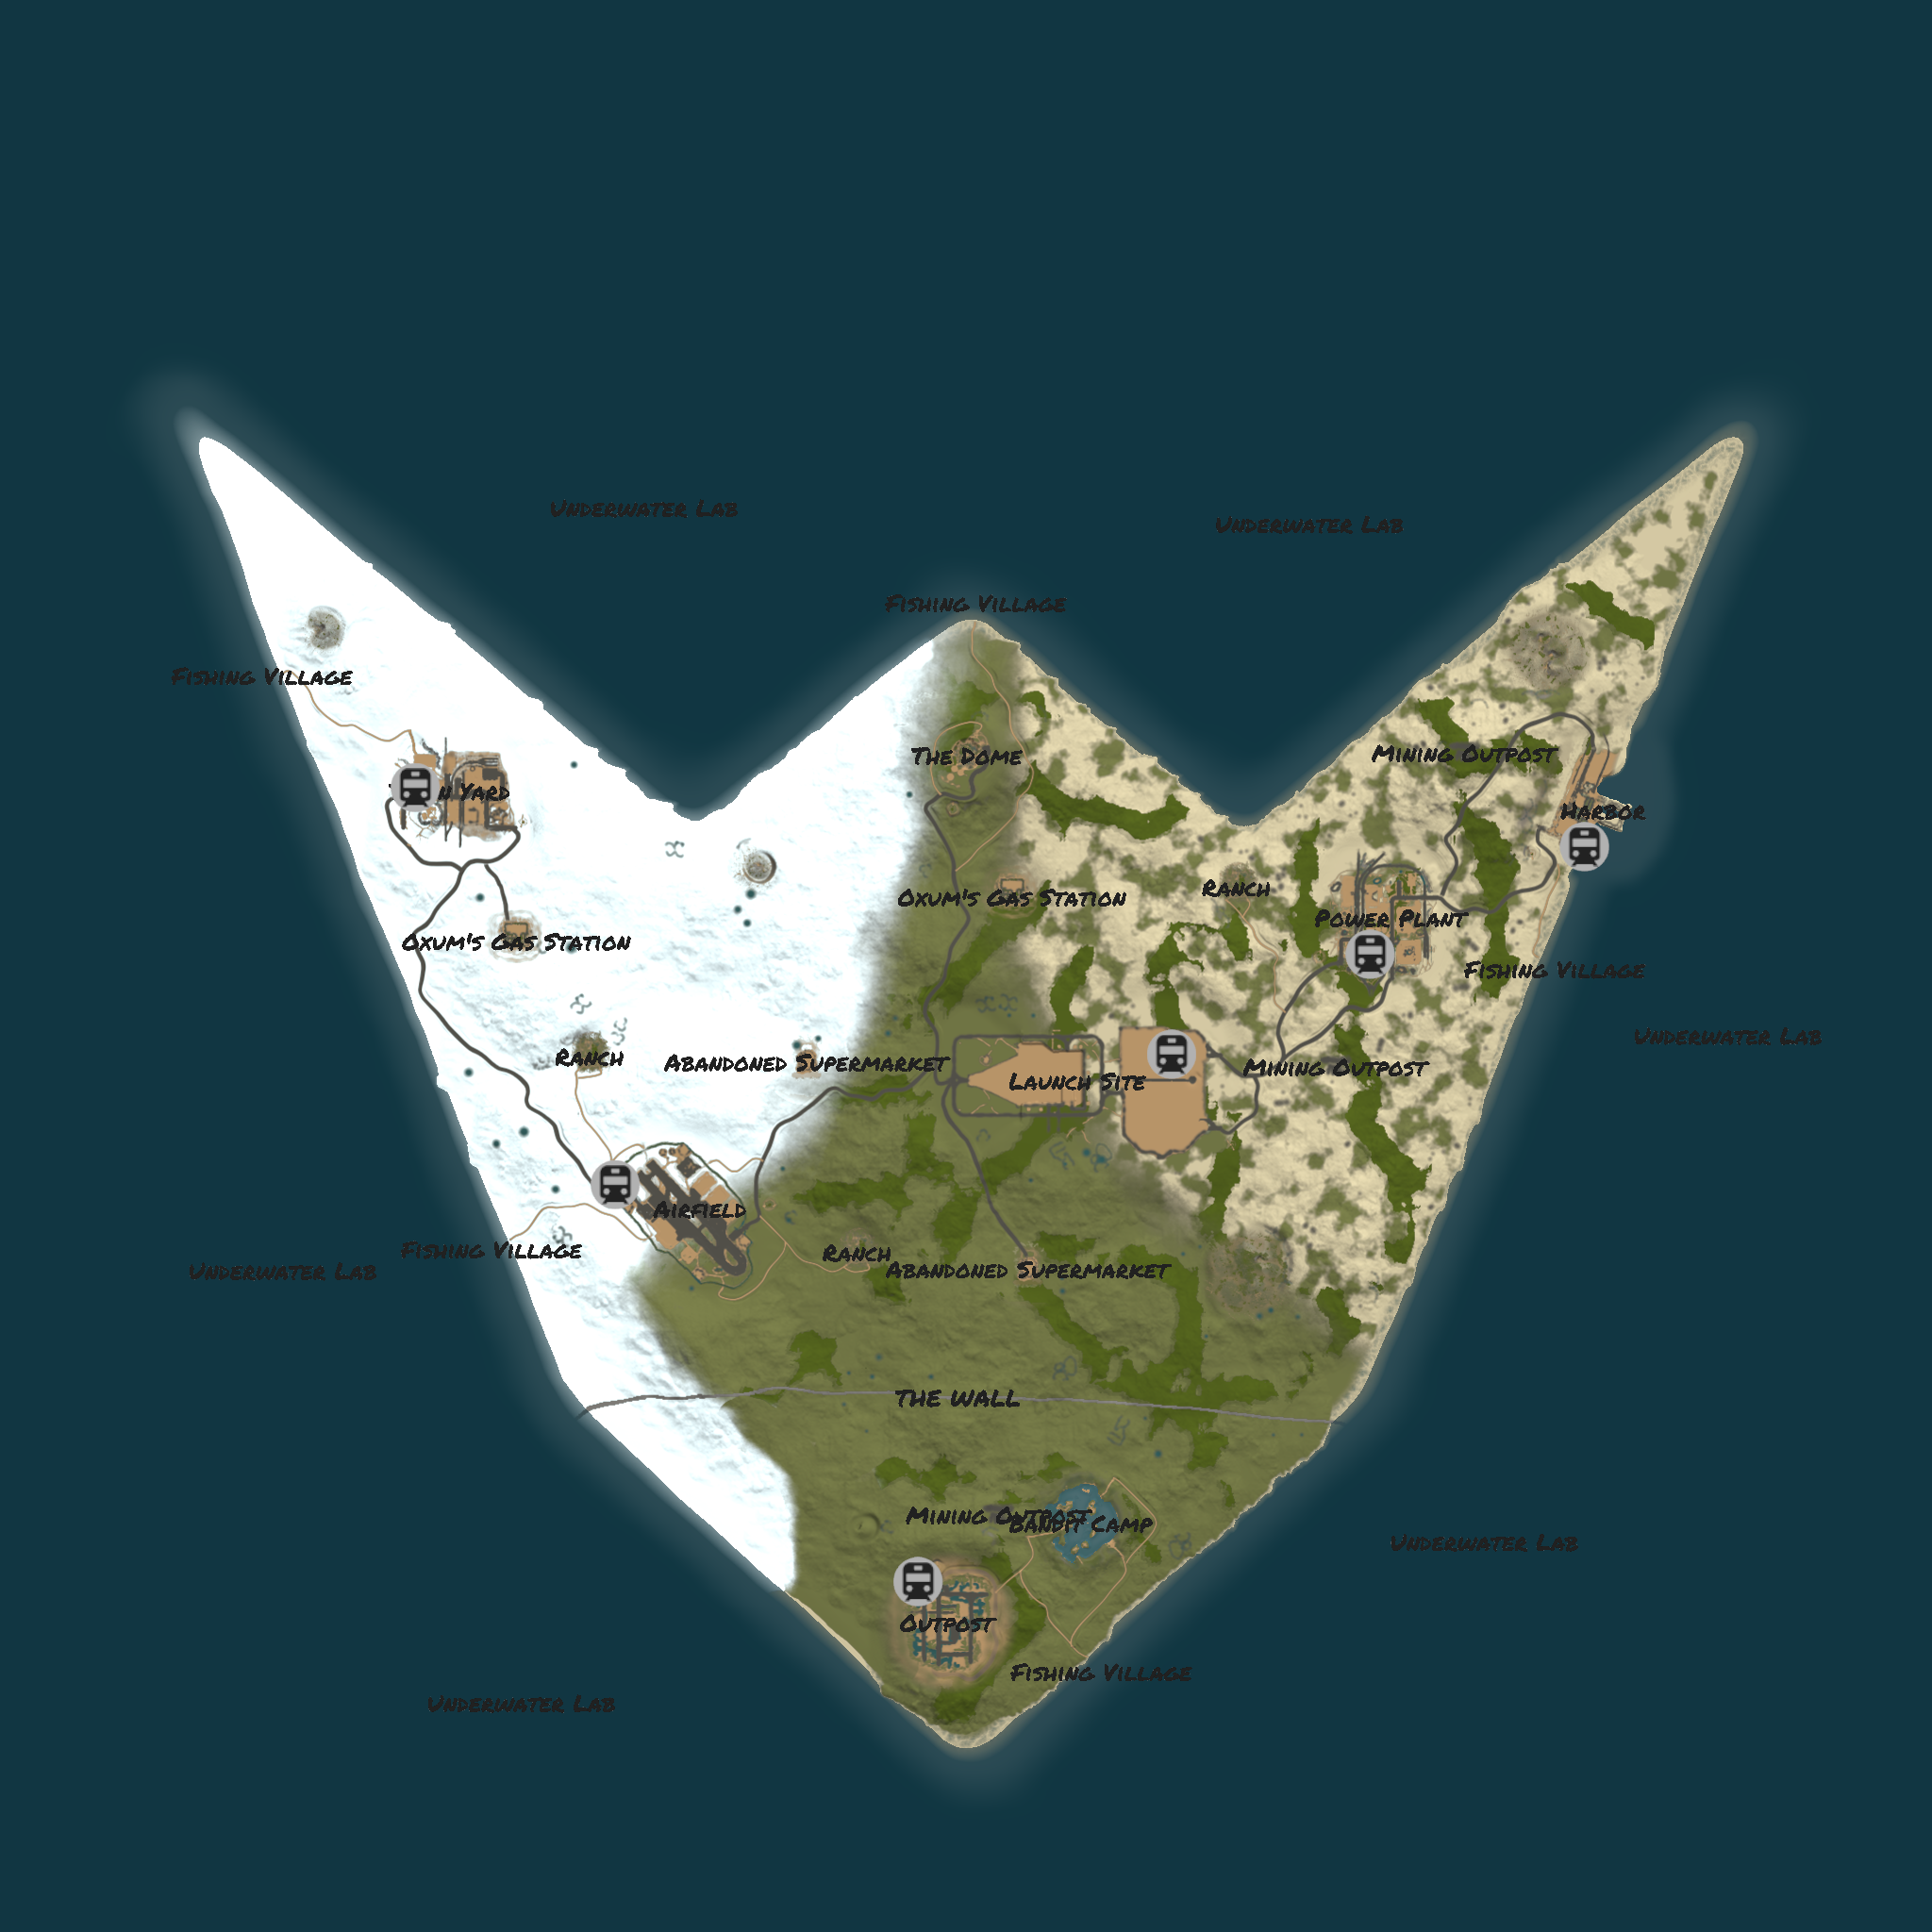 Underwater Lab
Underwater Lab
Fishing Village
Fishing Village
The Dome
Mining Outpost
n Yard
Harbor
Oxum's Gas Station
Ranch
Power Plant
Oxum's Gas Station
Fishing Village
Underwater Lab
Ranch
Abandoned Supermarket
Launch Site
Mining Outpost
Airfield
Fishing Village
Ranch
Underwater Lab
Abandoned Supermarket
THE WALL
Mining Outpost
Bandit Camp
Underwater Lab
Outpost
Fishing Village
Underwater Lab